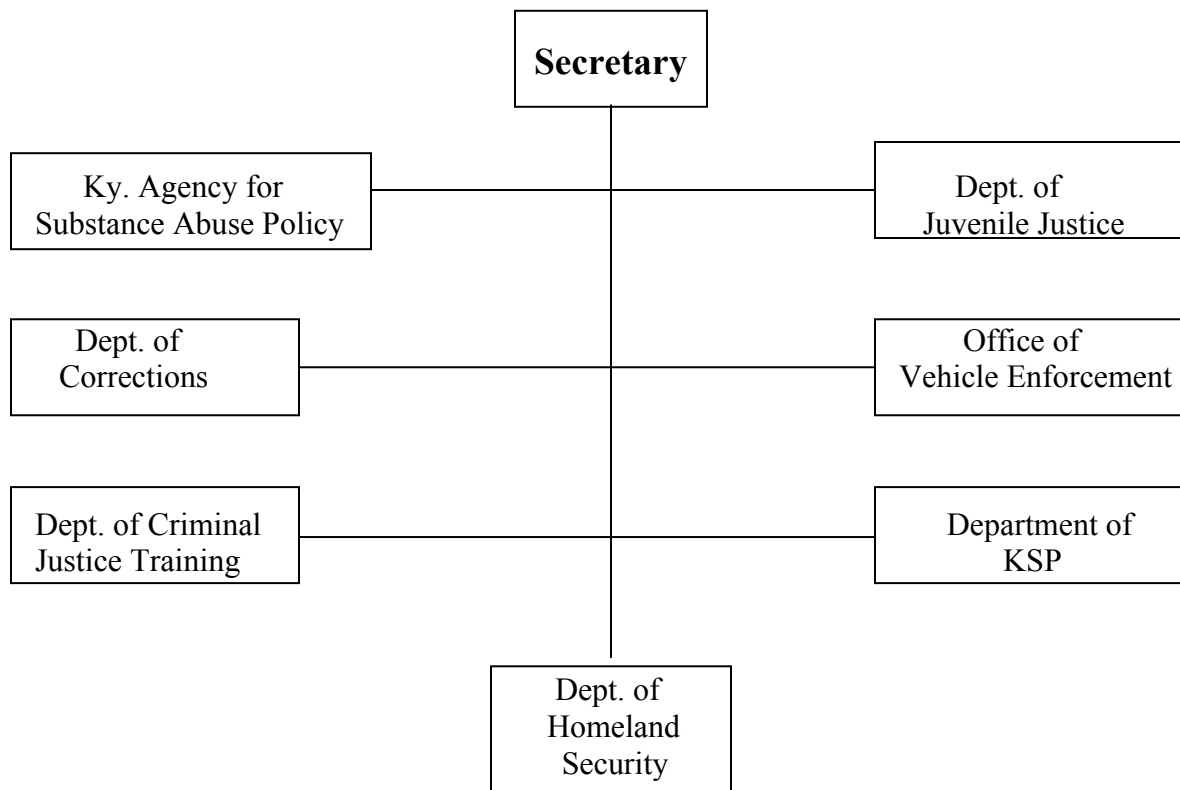 Secretary
Ky. Agency for
Substance Abuse Policy
Dept. of
Juvenile Justice
Dept. of
Corrections
Office of
Vehicle Enforcement
Dept. of Criminal
Justice Training
Department of
KSP
Dept. of
Homeland
Security